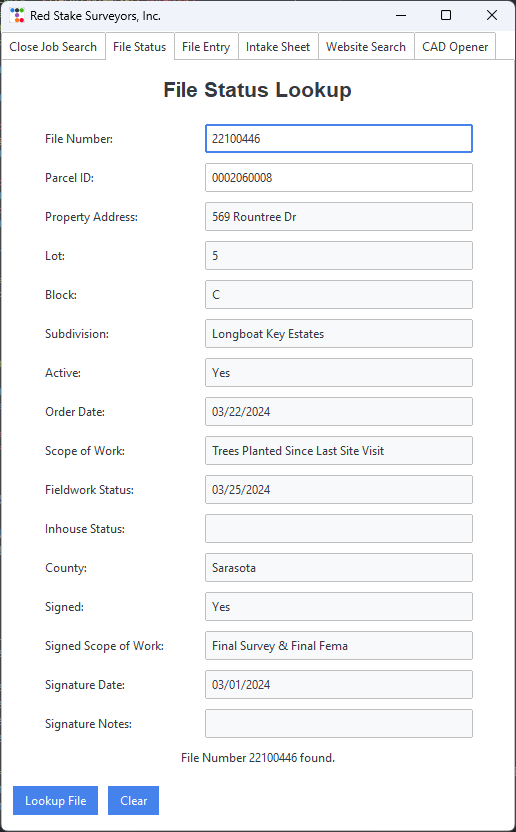 Red Stake Surveyors, Inc.
Close Job Search File Status File Entry Intake Sheet Website Search CAD Opener
File Status Lookup
File Number: 22100446
Parcel ID: 0002060008
Property Address: 569 Rountree Dr
Lot: 5
Block: C
Subdivision: Longboat Key Estates
Active: Yes
Order Date: 03/22/2024
Scope of Work: Trees Planted Since Last Site Visit
Fieldwork Status: 03/25/2024
Inhouse Status:
County: Sarasota
Signed: Yes
Signed Scope of Work: Final Survey & Final Fema
Signature Date: 03/01/2024
Signature Notes:
File Number 22100446 found.
Lookup File Clear